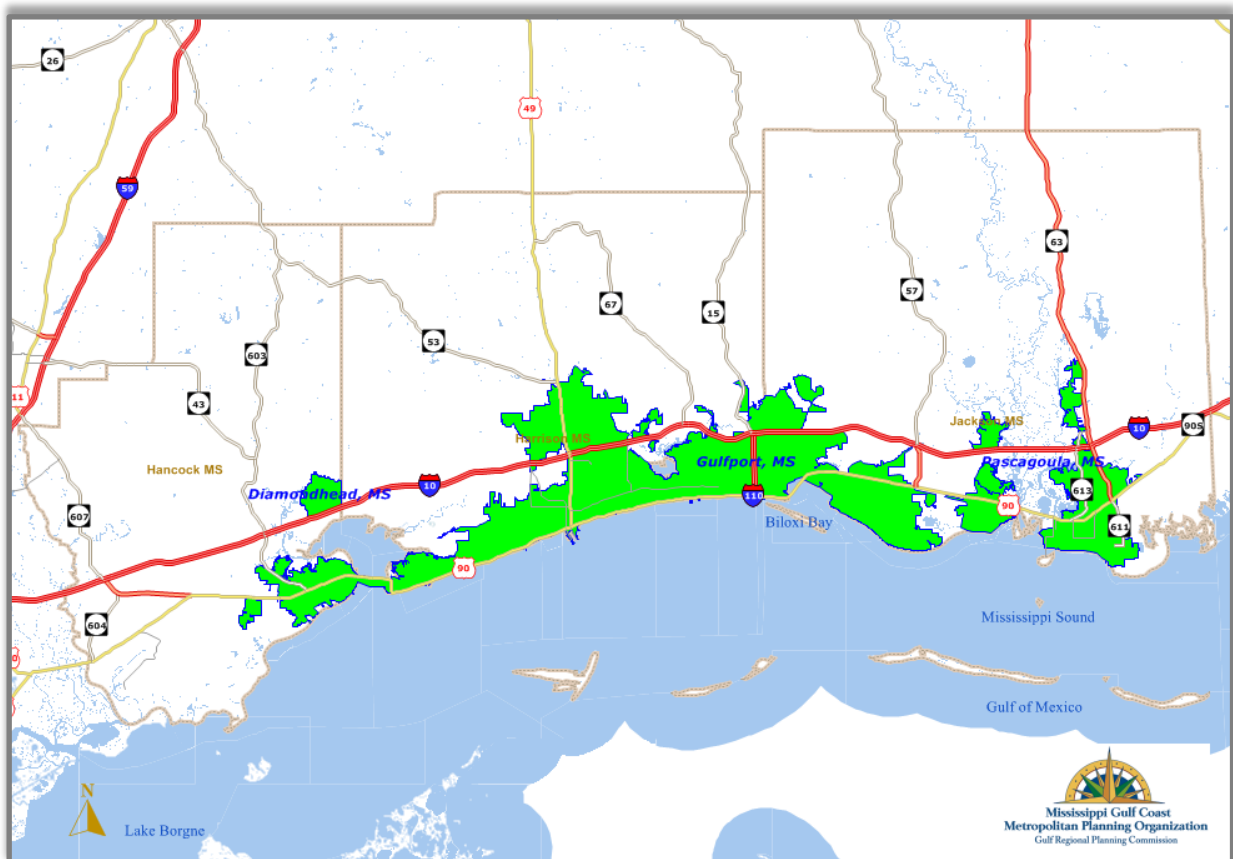 26
49
59
63
57
67
15
53
603
43
11
Harrison MS
Jackson MS
905
10
Hancock MS
Gulfport, MS
Pascagoula, MS
Diamondhead, MS
10
613
110
90
607
Biloxi Bay
611
90
604
Mississippi Sound
Gulf of Mexico
N
Lake Borgne
Mississippi Gulf Coast
Metropolitan Planning Organization
Gulf Regional Planning Commission